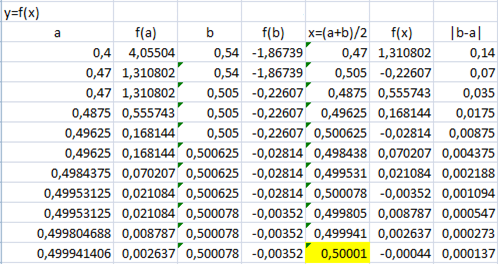 y=f(x)
a f(a) b f(b) x=(a+b)/2 f(x) |b-a|
0,4 4,05504 0,54 -1,86739 0,47 1,310802 0,14
0,47 1,310802 0,54 -1,86739 0,505 -0,22607 0,07
0,47 1,310802 0,505 -0,22607 0,4875 0,555743 0,035
0,4875 0,555743 0,505 -0,22607 0,49625 0,168144 0,0175
0,49625 0,168144 0,505 -0,22607 0,500625 -0,02814 0,00875
0,49625 0,168144 0,500625 -0,02814 0,498438 0,070207 0,004375
0,4984375 0,070207 0,500625 -0,02814 0,499531 0,021084 0,002188
0,49953125 0,021084 0,500625 -0,02814 0,500078 -0,00352 0,001094
0,49953125 0,021084 0,500078 -0,00352 0,499805 0,008787 0,000547
0,499804688 0,008787 0,500078 -0,00352 0,499941 0,002637 0,000273
0,499941406 0,002637 0,500078 -0,00352 0,50001 -0,00044 0,000137